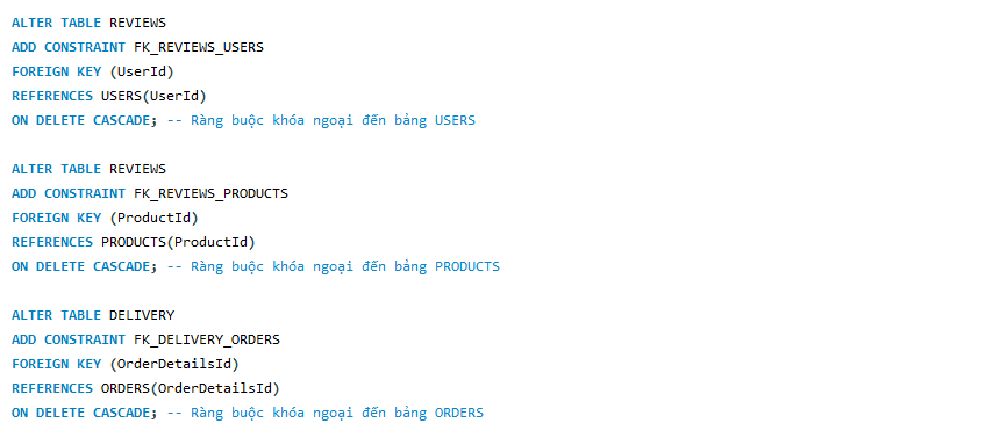 ALTER TABLE REVIEWS
ADD CONSTRAINT FK_REVIEWS_USERS
FOREIGN KEY (UserId)
REFERENCES USERS(UserId)
ON DELETE CASCADE; -- Ràng buộc khóa ngoại đến bảng USERS
ALTER TABLE REVIEWS
ADD CONSTRAINT FK_REVIEWS_PRODUCTS
FOREIGN KEY (ProductId)
REFERENCES PRODUCTS(ProductId)
ON DELETE CASCADE; -- Ràng buộc khóa ngoại đến bảng PRODUCTS
ALTER TABLE DELIVERY
ADD CONSTRAINT FK_DELIVERY_ORDERS
FOREIGN KEY (OrderDetailsId)
REFERENCES ORDERS(OrderDetailsId)
ON DELETE CASCADE; -- Ràng buộc khóa ngoại đến bảng ORDERS